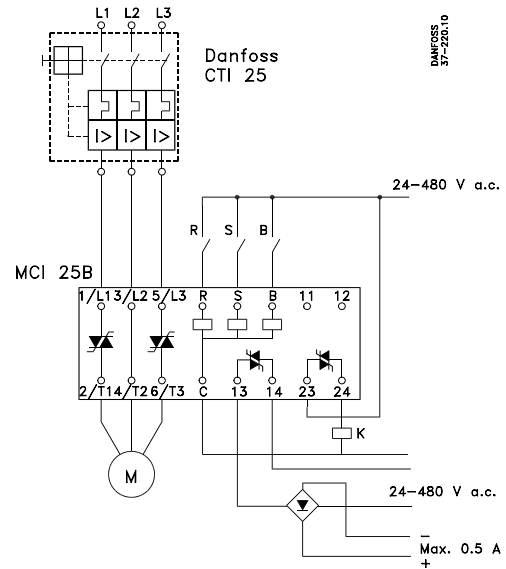 L1 L2 L3
DANFOSS
37-220.10
Danfoss
CTI 25
I> I> I>
24-480 V a.c.
R S B
MCI 25B
1/L1 3/L2 5/L3 R S B 11 12
2/T1 4/T2 6/T3 C 13 14 23 24
K
M
24-480 V a.c.
−
Max. 0.5 A
+